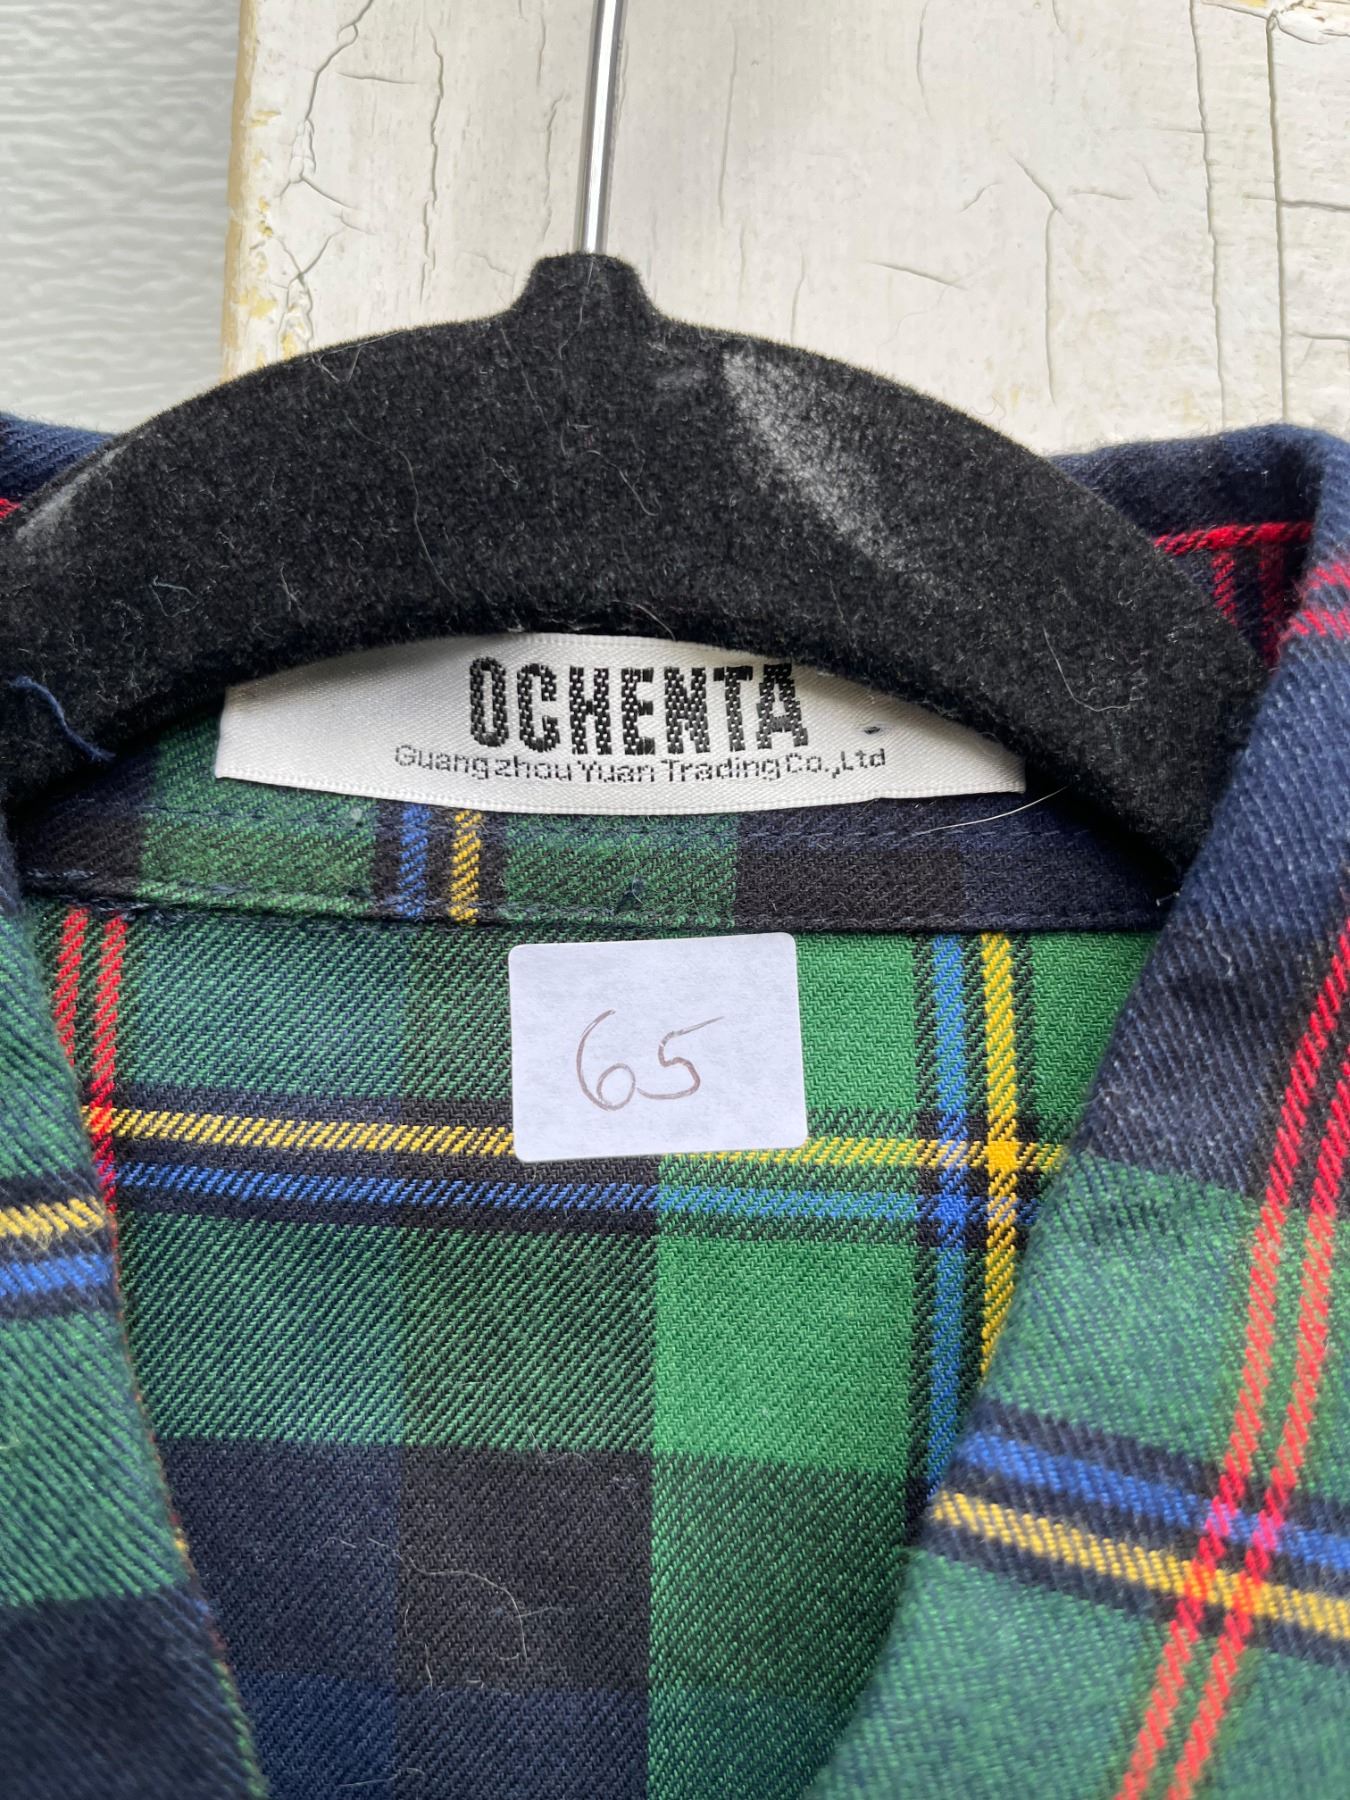 OCHENTA
Guangzhou Yuan Trading Co.,Ltd
65